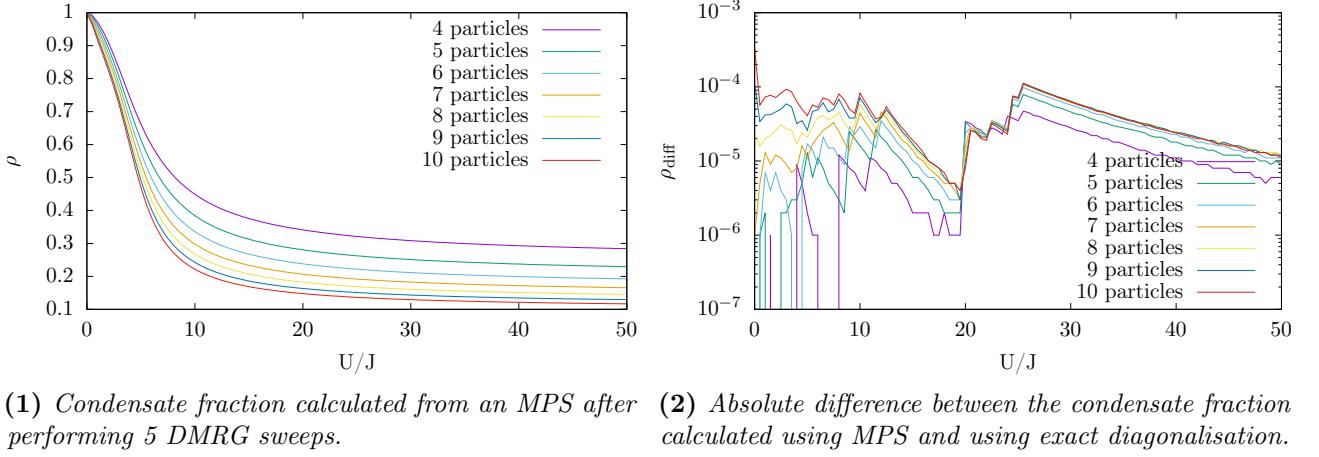 1
0.9
0.8
0.7
0.6
0.5
0.4
0.3
0.2
0.1
ρ
0 10 20 30 40 50
U/J
4 particles
5 particles
6 particles
7 particles
8 particles
9 particles
10 particles
10⁻³
10⁻⁴
10⁻⁵
10⁻⁶
10⁻⁷
ρdiff
0 10 20 30 40 50
U/J
4 particles
5 particles
6 particles
7 particles
8 particles
9 particles
10 particles
(1) Condensate fraction calculated from an MPS after
performing 5 DMRG sweeps.
(2) Absolute difference between the condensate fraction
calculated using MPS and using exact diagonalisation.